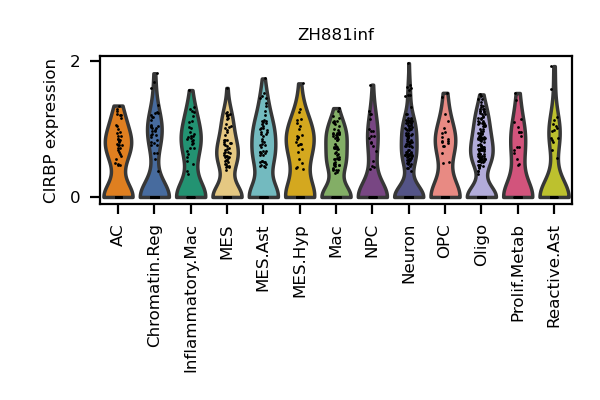 ZH881inf
CIRBP expression
2
0
AC
Chromatin.Reg
Inflammatory.Mac
MES
MES.Ast
MES.Hyp
Mac
NPC
Neuron
OPC
Oligo
Prolif.Metab
Reactive.Ast